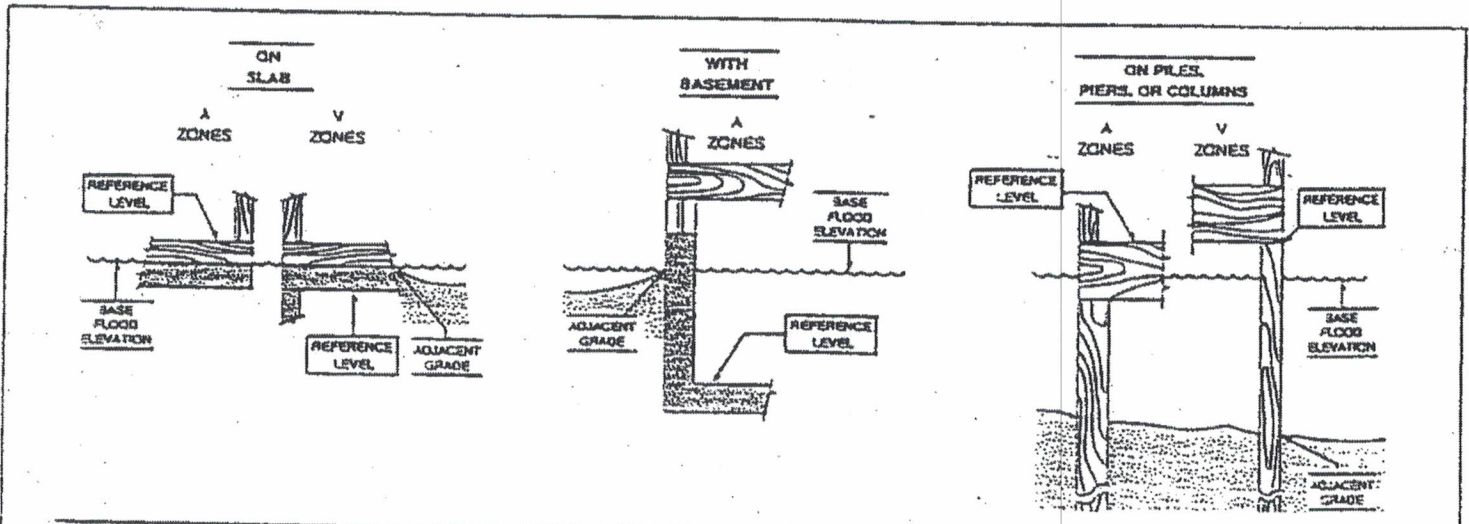 ON
SLAB
A
ZONES
V
ZONES
REFERENCE
LEVEL
BASE
FLOOD
ELEVATION
REFERENCE
LEVEL
ADJACENT
GRADE
WITH
BASEMENT
A
ZONES
BASE
FLOOD
ELEVATION
ADJACENT
GRADE
REFERENCE
LEVEL
ON PILES,
PIERS, OR COLUMNS
A
ZONES
V
ZONES
REFERENCE
LEVEL
REFERENCE
LEVEL
BASE
FLOOD
ELEVATION
ADJACENT
GRADE